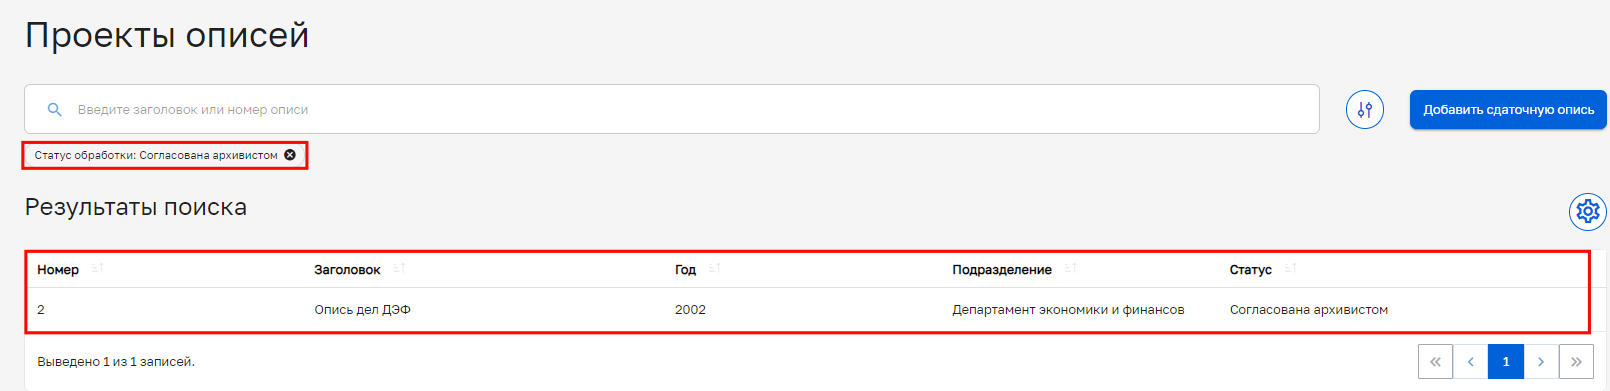 Проекты описей
Введите заголовок или номер описи
Добавить сдаточную опись
Статус обработки: Согласована архивистом
Результаты поиска
Номер Заголовок Год Подразделение Статус
2 Опись дел ДЭФ 2002 Департамент экономики и финансов Согласована архивистом
Выведено 1 из 1 записей.
« ‹ 1 › »